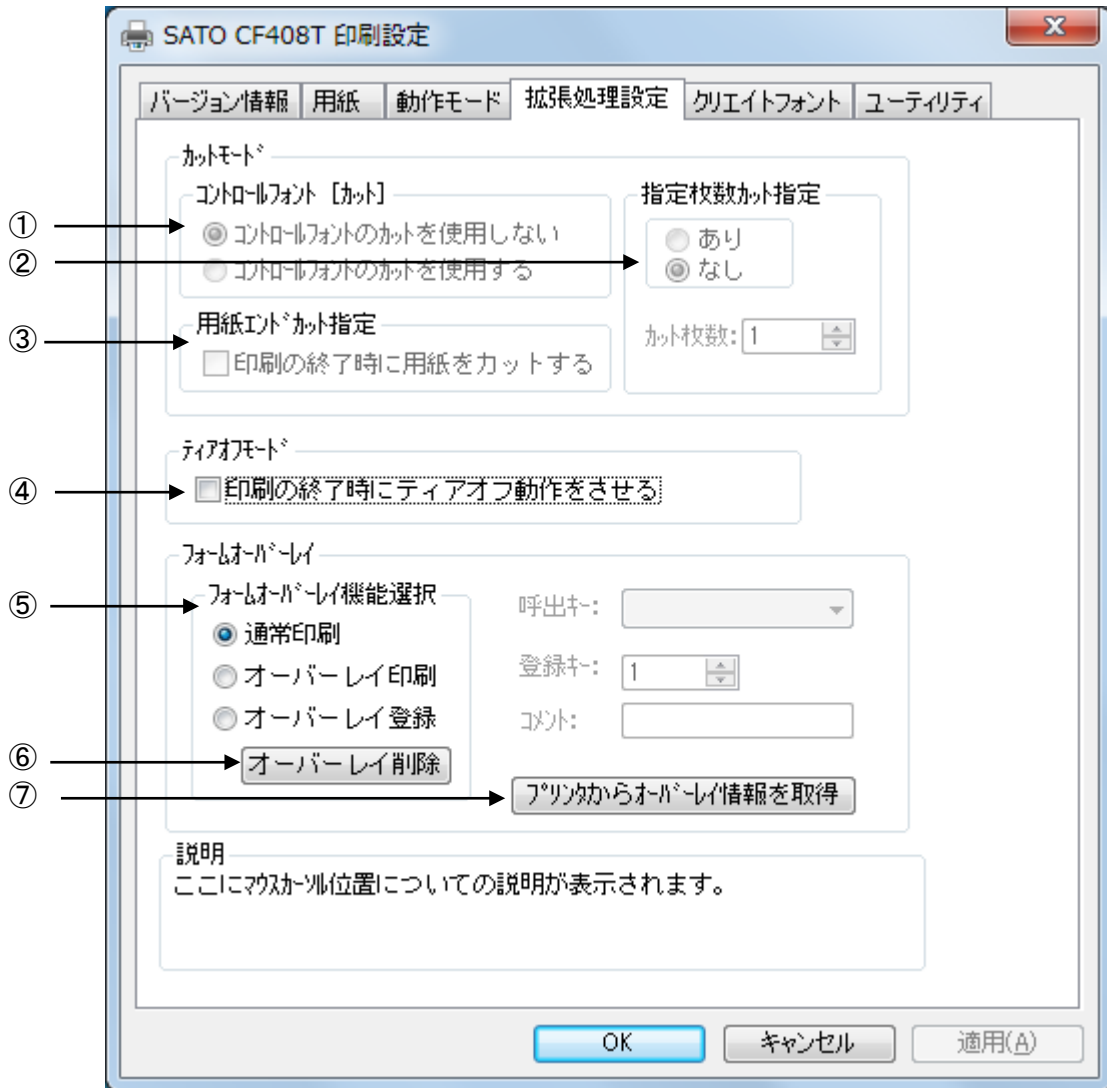 SATO CF408T 印刷設定
バージョン情報 用紙 動作モード 拡張処理設定 クリエイトフォント ユーティリティ
ｶｯﾄﾓｰﾄﾞ
ｺﾝﾄﾛｰﾙﾌｫﾝﾄ [ｶｯﾄ]
① ｺﾝﾄﾛｰﾙﾌｫﾝﾄのｶｯﾄを使用しない
ｺﾝﾄﾛｰﾙﾌｫﾝﾄのｶｯﾄを使用する
指定枚数ｶｯﾄ指定
あり
② なし
ｶｯﾄ枚数: 1
用紙ｴﾝﾄﾞｶｯﾄ指定
③ 印刷の終了時に用紙をカットする
ﾃｨｱｵﾌﾓｰﾄﾞ
④ 印刷の終了時にティアオフ動作をさせる
ﾌｫｰﾑｵｰﾊﾞｰﾚｲ
⑤ ﾌｫｰﾑｵｰﾊﾞｰﾚｲ機能選択
通常印刷
オーバーレイ印刷
オーバーレイ登録
⑥ オーバーレイ削除
呼出ｷｰ:
登録ｷｰ: 1
ｺﾒﾝﾄ:
⑦ ﾌﾟﾘﾝﾀからｵｰﾊﾞｰﾚｲ情報を取得
説明
ここにﾏｳｽｶｰｿﾙ位置についての説明が表示されます。
OK キャンセル 適用(A)